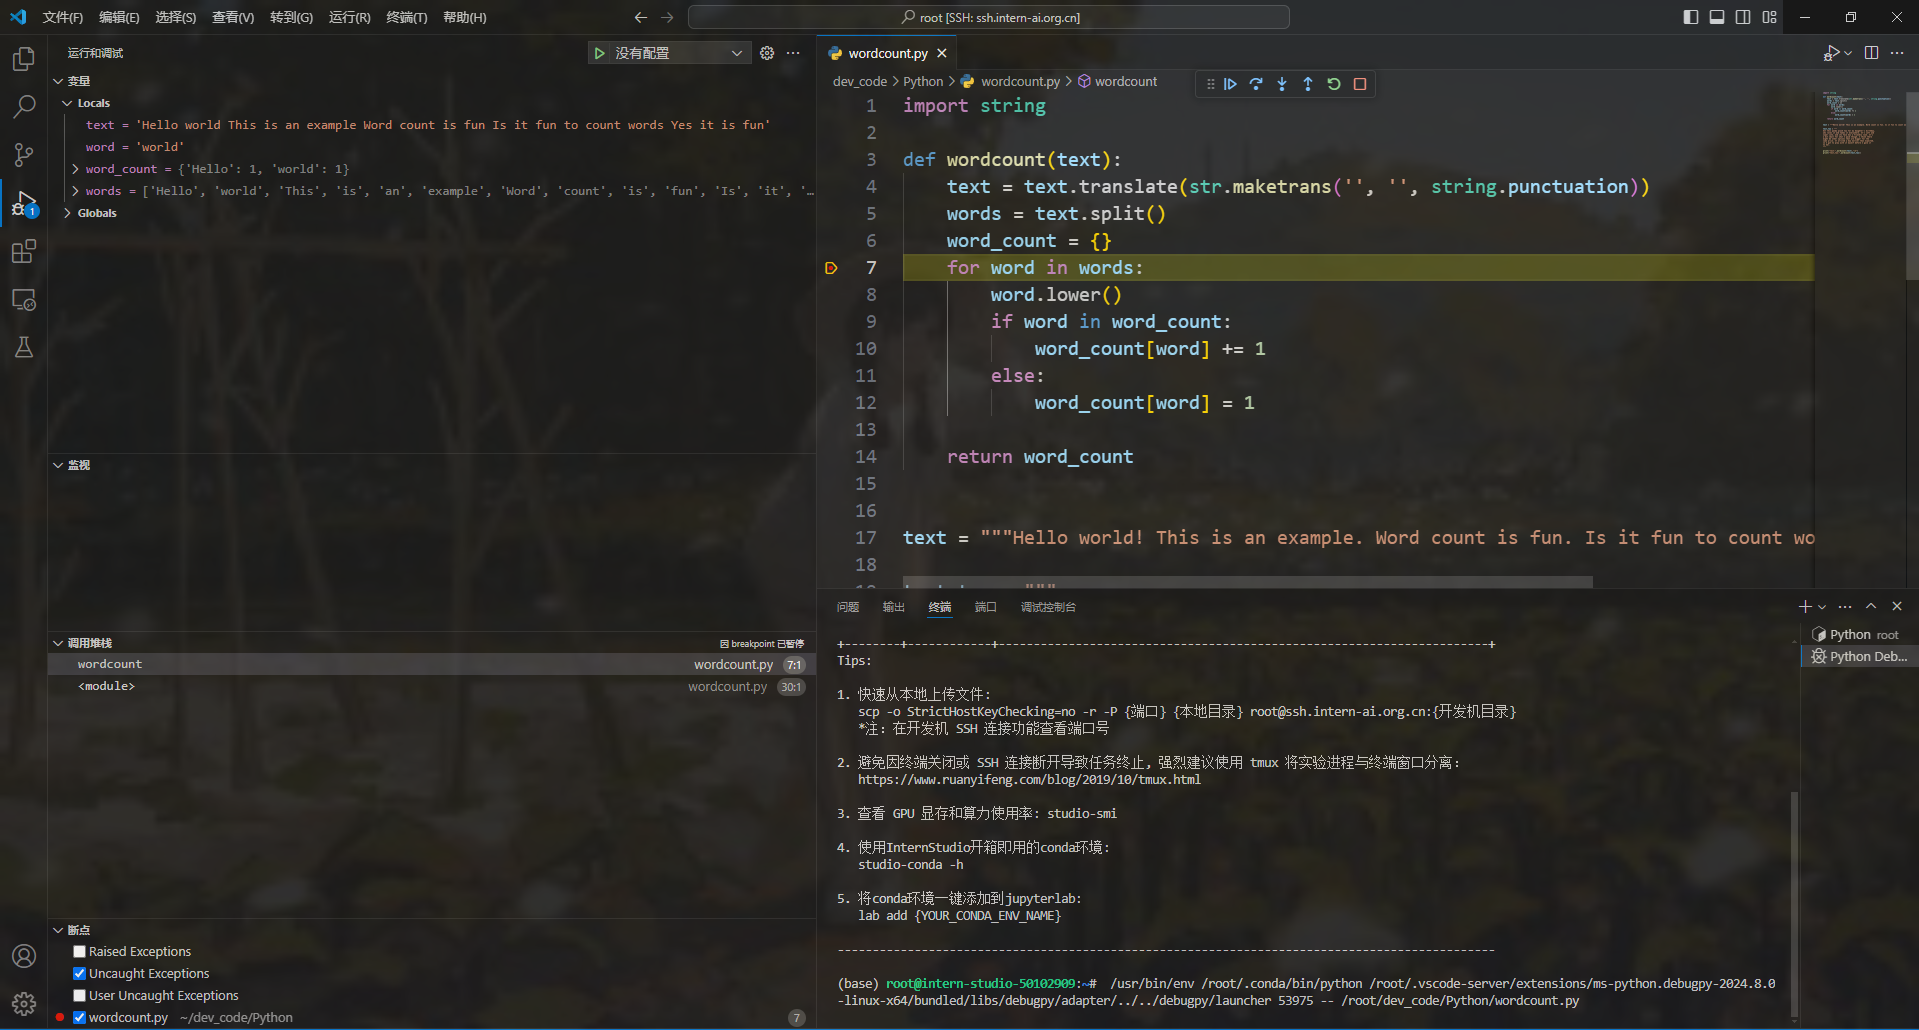 文件(F) 编辑(E) 选择(S) 查看(V) 转到(G) 运行(R) 终端(T) 帮助(H)
root [SSH: ssh.intern-ai.org.cn]
运行和调试
没有配置
变量
Locals
text = 'Hello world This is an example Word count is fun Is it fun to count words Yes it is fun'
word = 'world'
word_count = {'Hello': 1, 'world': 1}
words = ['Hello', 'world', 'This', 'is', 'an', 'example', 'Word', 'count', 'is', 'fun', 'Is', 'it', '...
Globals
1
监视
调用堆栈
因 breakpoint 已暂停
wordcount wordcount.py 7:1
<module> wordcount.py 30:1
断点
Raised Exceptions
Uncaught Exceptions
User Uncaught Exceptions
wordcount.py ~/dev_code/Python 7
wordcount.py
dev_code > Python > wordcount.py > wordcount
1 import string
2
3 def wordcount(text):
4 text = text.translate(str.maketrans('', '', string.punctuation))
5 words = text.split()
6 word_count = {}
7 for word in words:
8 word.lower()
9 if word in word_count:
10 word_count[word] += 1
11 else:
12 word_count[word] = 1
13
14 return word_count
15
16
17 text = """Hello world! This is an example. Word count is fun. Is it fun to count wo
18
问题 输出 终端 端口 调试控制台
Python root
Python Deb...
+--------+------------+----------------------------------------------------------------------+
Tips:
1. 快速从本地上传文件:
scp -o StrictHostKeyChecking=no -r -P {端口} {本地目录} root@ssh.intern-ai.org.cn:{开发机目录}
*注: 在开发机 SSH 连接功能查看端口号
2. 避免因终端关闭或 SSH 连接断开导致任务终止, 强烈建议使用 tmux 将实验进程与终端窗口分离:
https://www.ruanyifeng.com/blog/2019/10/tmux.html
3. 查看 GPU 显存和算力使用率: studio-smi
4. 使用InternStudio开箱即用的conda环境:
studio-conda -h
5. 将conda环境一键添加到jupyterlab:
lab add {YOUR_CONDA_ENV_NAME}
----------------------------------------------------------------------------------------------
(base) root@intern-studio-50102909:~# /usr/bin/env /root/.conda/bin/python /root/.vscode-server/extensions/ms-python.debugpy-2024.8.0
-linux-x64/bundled/libs/debugpy/adapter/../../debugpy/launcher 53975 -- /root/dev_code/Python/wordcount.py